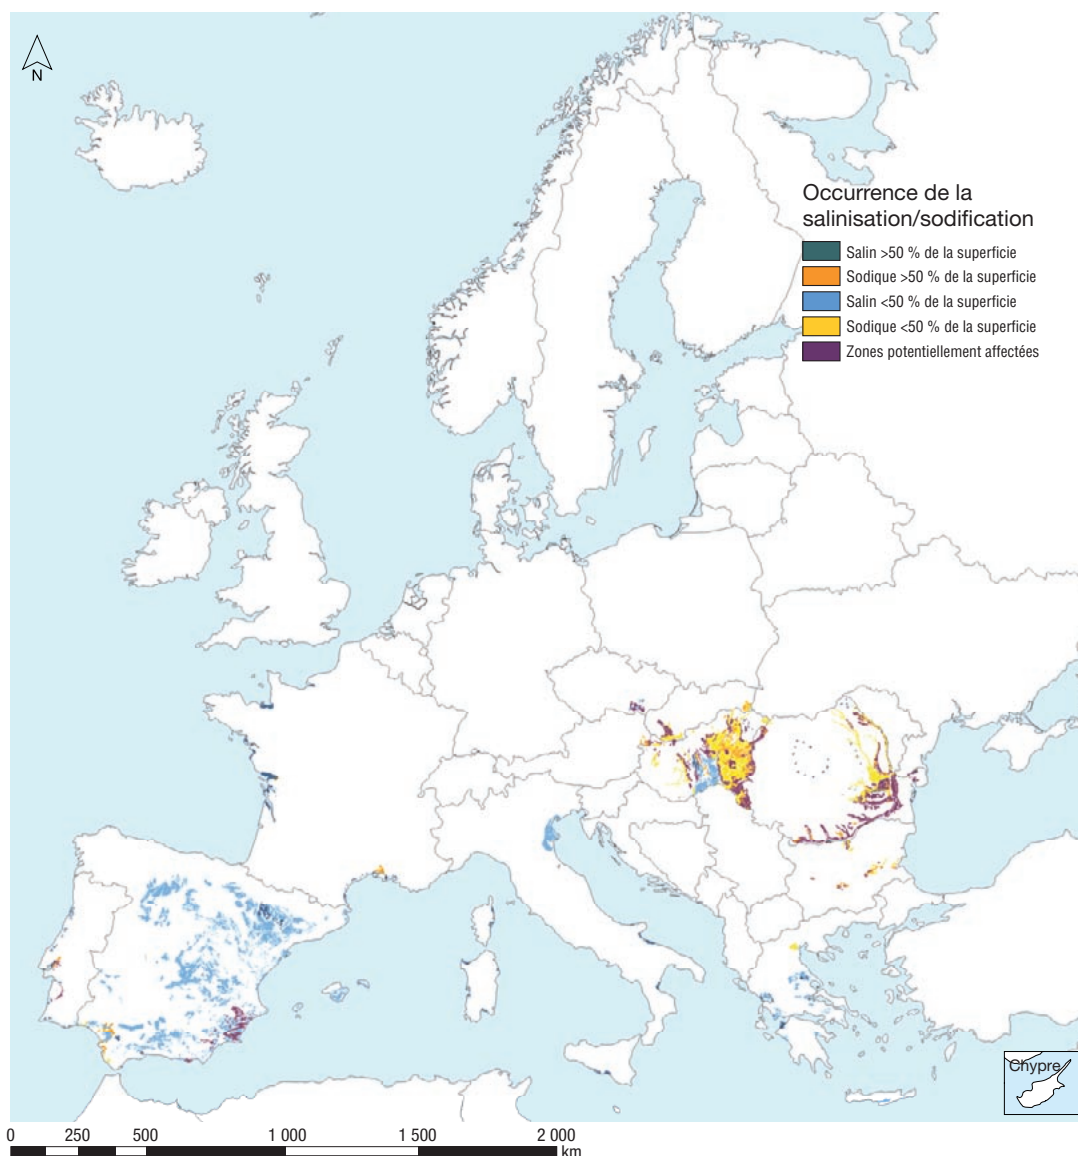 N
Occurrence de la
salinisation/sodification
Salin >50 % de la superficie
Sodique >50 % de la superficie
Salin <50 % de la superficie
Sodique <50 % de la superficie
Zones potentiellement affectées
Chypre
0 250 500 1 000 1 500 2 000
km